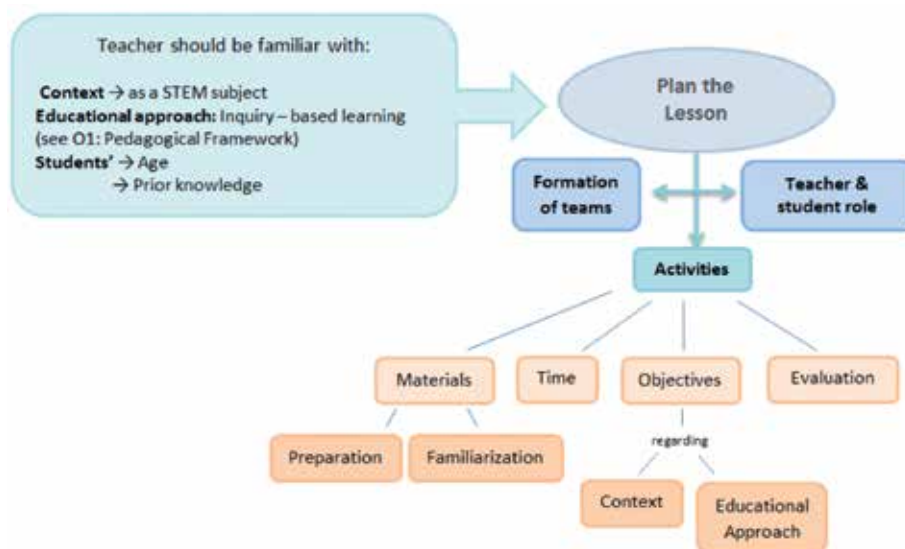 Teacher should be familiar with:
Context → as a STEM subject
Educational approach: Inquiry – based learning
(see O1: Pedagogical Framework)
Students' → Age
→ Prior knowledge
Plan the
Lesson
Formation
of teams
Teacher &
student role
Activities
Materials
Time
Objectives
Evaluation
Preparation
Familiarization
regarding
Context
Educational
Approach